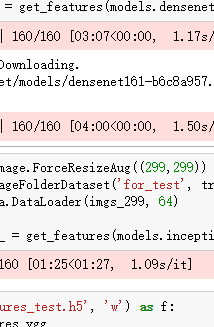 = get_features(models.densenet
| 160/160 [03:07<00:00, 1.17s/
Downloading.
et/models/densenet161-b6c8a957.
| 160/160 [04:00<00:00, 1.50s/
mage.ForceResizeAug((299,299))
ageFolderDataset('for_test', tr
a.DataLoader(imgs_299, 64)
_ = get_features(models.incepti
160 [01:25<01:27, 1.09s/it]
ures_test.h5', 'w') as f:
res_vgg